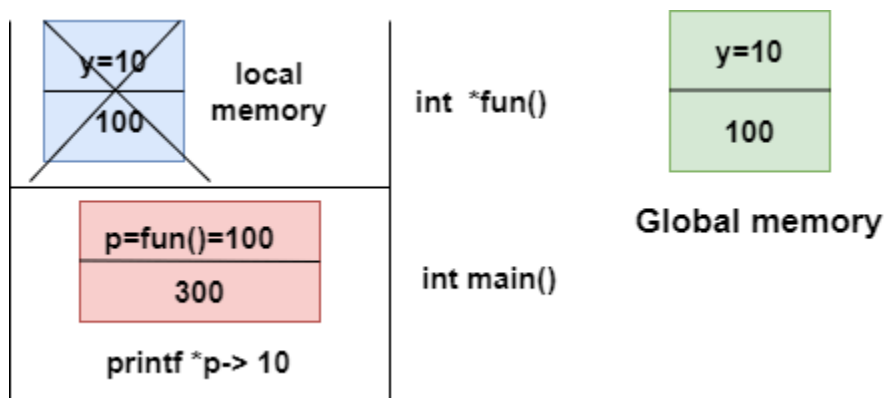 y=10
100
local
memory
int *fun()
y=10
100
Global memory
p=fun()=100
300
int main()
printf *p-> 10